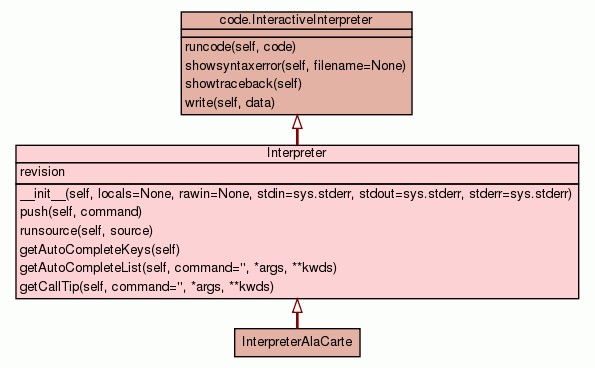 code.InteractiveInterpreter
runcode(self, code)
showsyntaxerror(self, filename=None)
showtraceback(self)
write(self, data)
Interpreter
revision
__init__(self, locals=None, rawin=None, stdin=sys.stderr, stdout=sys.stderr, stderr=sys.stderr)
push(self, command)
runsource(self, source)
getAutoCompleteKeys(self)
getAutoCompleteList(self, command='', *args, **kwds)
getCallTip(self, command='', *args, **kwds)
InterpreterAlaCarte